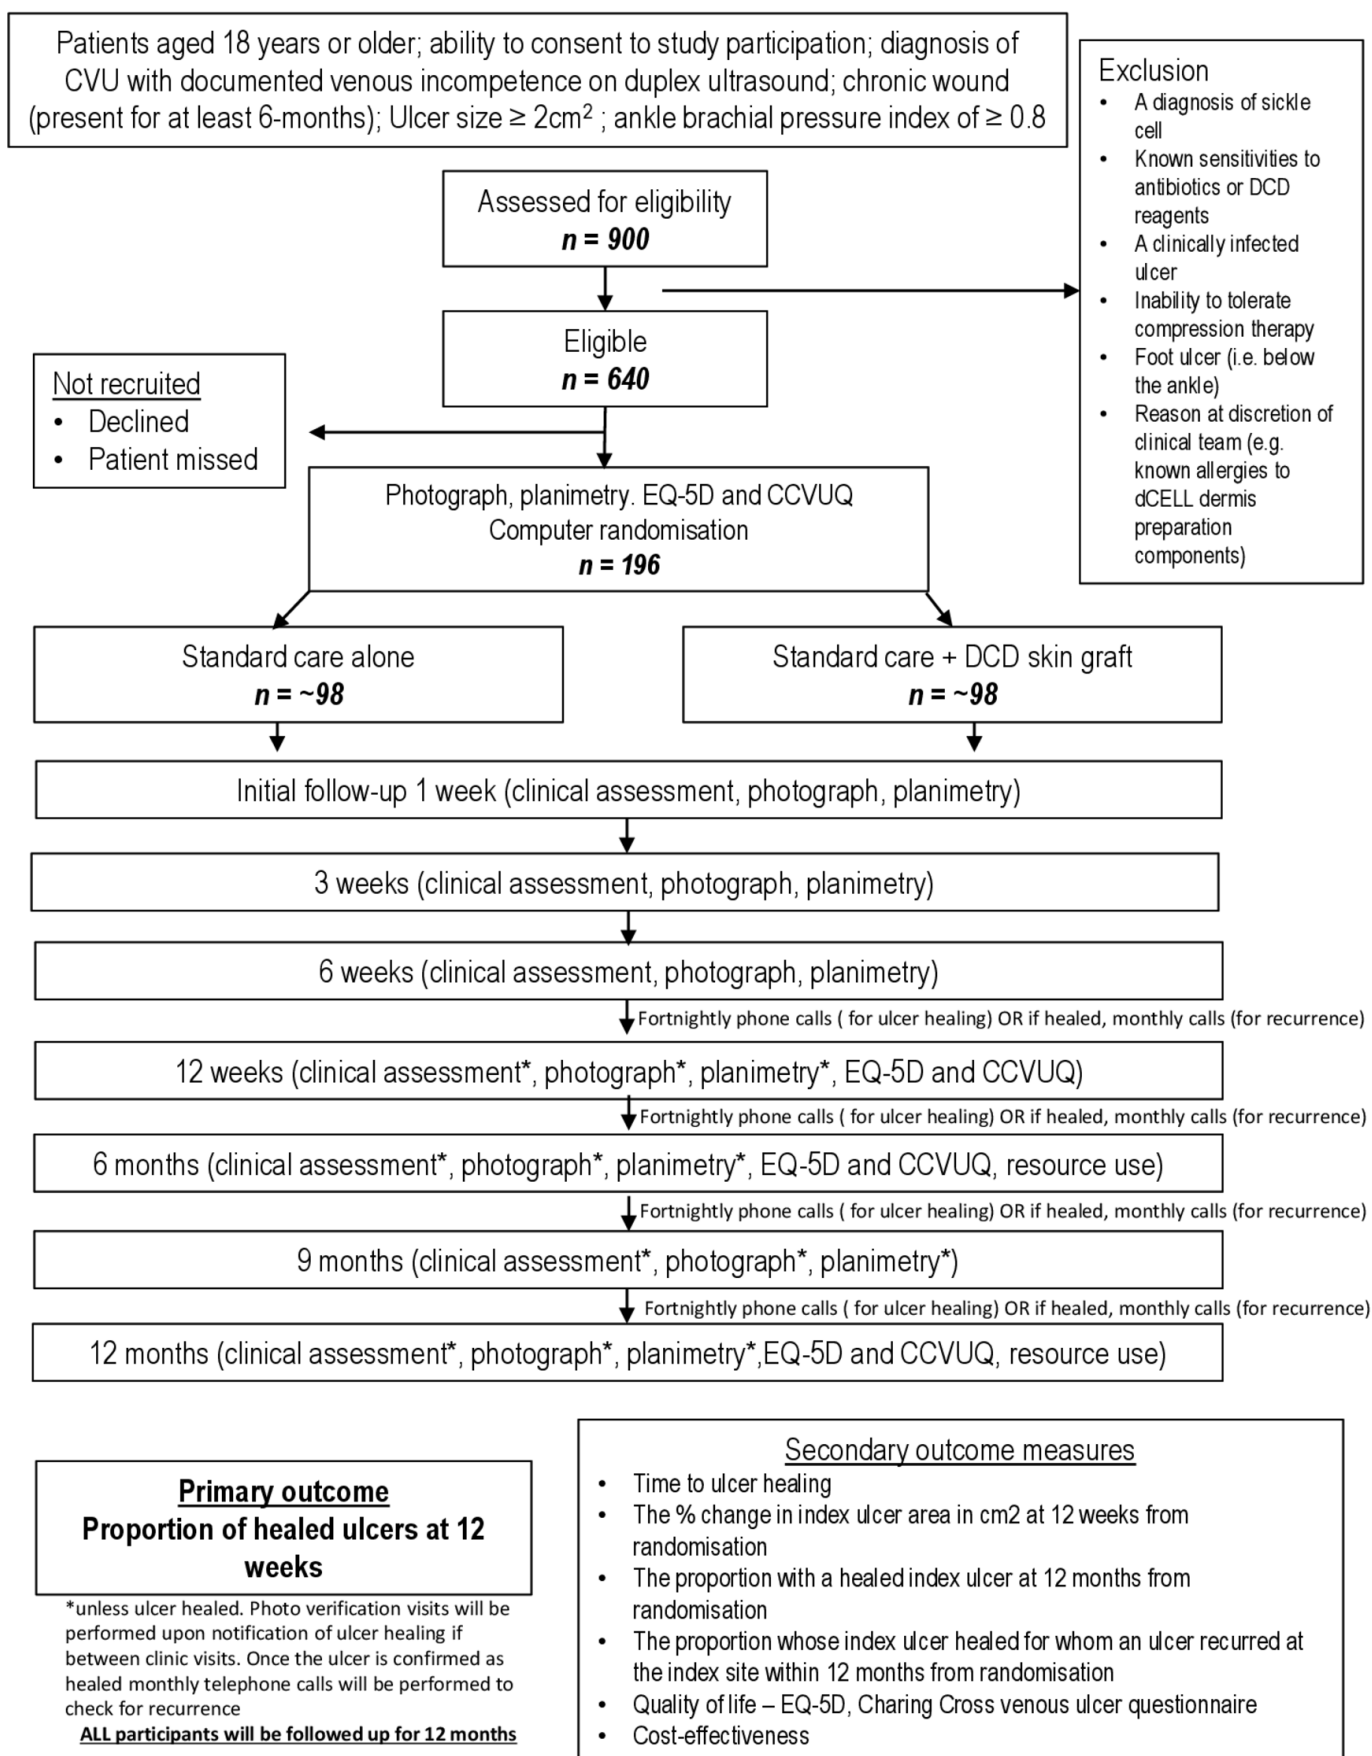 Patients aged 18 years or older; ability to consent to study participation; diagnosis of
CVU with documented venous incompetence on duplex ultrasound; chronic wound
(present for at least 6-months); Ulcer size ≥ 2cm² ; ankle brachial pressure index of ≥ 0.8
Exclusion
• A diagnosis of sickle
cell
• Known sensitivities to
antibiotics or DCD
reagents
• A clinically infected
ulcer
• Inability to tolerate
compression therapy
• Foot ulcer (i.e. below
the ankle)
• Reason at discretion of
clinical team (e.g.
known allergies to
dCELL dermis
preparation
components)
Assessed for eligibility
n = 900
Eligible
n = 640
Not recruited
• Declined
• Patient missed
Photograph, planimetry. EQ-5D and CCVUQ
Computer randomisation
n = 196
Standard care alone
n = ~98
Standard care + DCD skin graft
n = ~98
Initial follow-up 1 week (clinical assessment, photograph, planimetry)
3 weeks (clinical assessment, photograph, planimetry)
6 weeks (clinical assessment, photograph, planimetry)
Fortnightly phone calls ( for ulcer healing) OR if healed, monthly calls (for recurrence)
12 weeks (clinical assessment*, photograph*, planimetry*, EQ-5D and CCVUQ)
Fortnightly phone calls ( for ulcer healing) OR if healed, monthly calls (for recurrence)
6 months (clinical assessment*, photograph*, planimetry*, EQ-5D and CCVUQ, resource use)
Fortnightly phone calls ( for ulcer healing) OR if healed, monthly calls (for recurrence)
9 months (clinical assessment*, photograph*, planimetry*)
Fortnightly phone calls ( for ulcer healing) OR if healed, monthly calls (for recurrence)
12 months (clinical assessment*, photograph*, planimetry*,EQ-5D and CCVUQ, resource use)
Primary outcome
Proportion of healed ulcers at 12
weeks
*unless ulcer healed. Photo verification visits will be
performed upon notification of ulcer healing if
between clinic visits. Once the ulcer is confirmed as
healed monthly telephone calls will be performed to
check for recurrence
ALL participants will be followed up for 12 months
Secondary outcome measures
• Time to ulcer healing
• The % change in index ulcer area in cm2 at 12 weeks from
randomisation
• The proportion with a healed index ulcer at 12 months from
randomisation
• The proportion whose index ulcer healed for whom an ulcer recurred at
the index site within 12 months from randomisation
• Quality of life – EQ-5D, Charing Cross venous ulcer questionnaire
• Cost-effectiveness